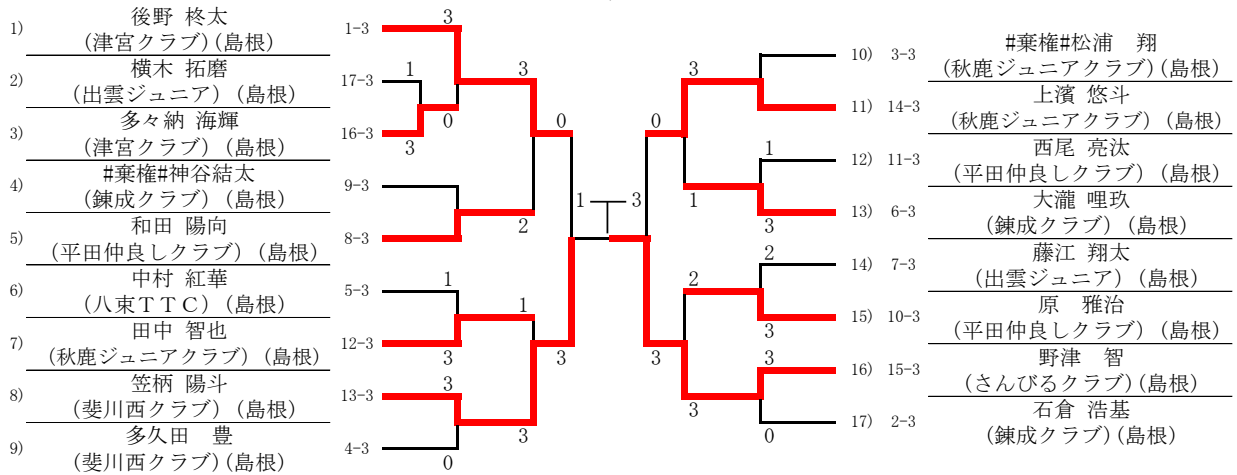 1) 後野 柊太 1-3
(津宮クラブ)(島根)
2) 横木 拓磨 17-3
(出雲ジュニア) (島根)
3) 多々納 海輝 16-3
(津宮クラブ) (島根)
4) #棄権#神谷結太 9-3
(錬成クラブ) (島根)
5) 和田 陽向 8-3
(平田仲良しクラブ) (島根)
6) 中村 紅華 5-3
(八束TTC) (島根)
7) 田中 智也 12-3
(秋鹿ジュニアクラブ) (島根)
8) 笠柄 陽斗 13-3
(斐川西クラブ) (島根)
9) 多久田 豊 4-3
(斐川西クラブ)(島根)
3
1
0
3
3
2
0
1
3
1
3
3
0
3
1 3
0
3
3
1
2
3
1
3
2
3
3
0
10) 3-3 #棄権#松浦 翔
(秋鹿ジュニアクラブ)(島根)
11) 14-3 上濱 悠斗
(秋鹿ジュニアクラブ) (島根)
12) 11-3 西尾 亮汰
(平田仲良しクラブ) (島根)
13) 6-3 大瀧 哩玖
(錬成クラブ) (島根)
14) 7-3 藤江 翔太
(出雲ジュニア) (島根)
15) 10-3 原 雅治
(平田仲良しクラブ) (島根)
16) 15-3 野津 智
(さんびるクラブ)(島根)
17) 2-3 石倉 浩基
(錬成クラブ)(島根)